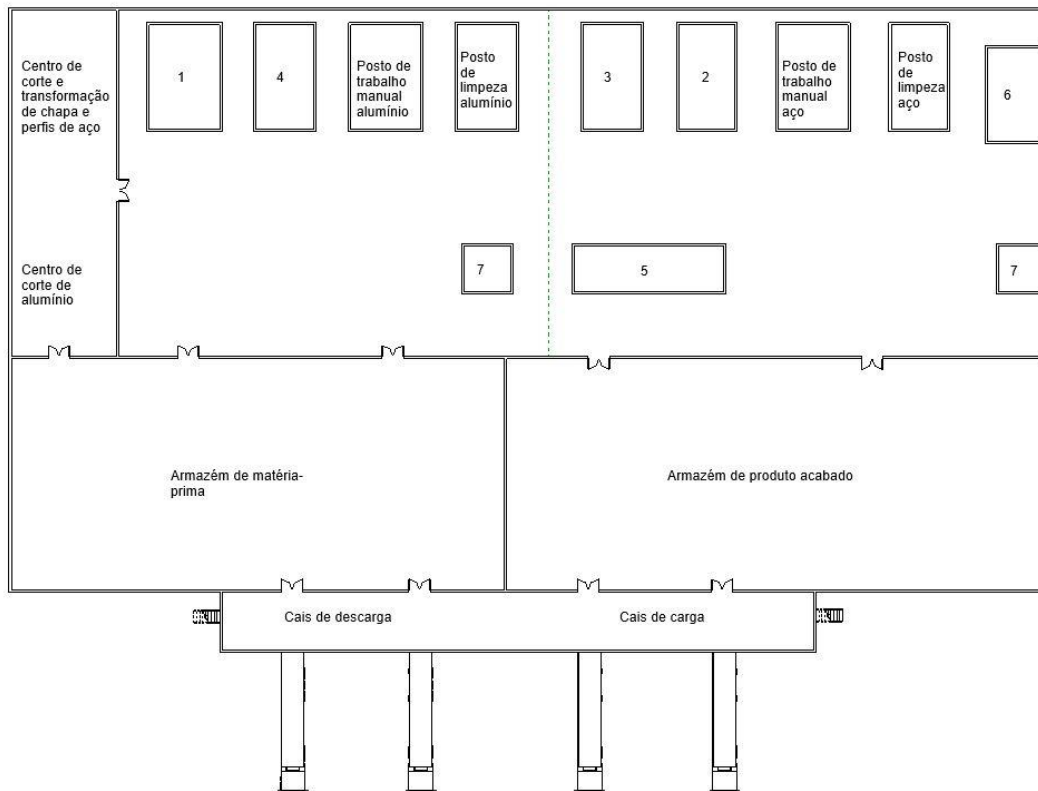 Centro de
corte e
transformação
de chapa e
perfis de aço
1
4
Posto de
trabalho
manual
alumínio
Posto
de
limpeza
alumínio
3
2
Posto de
trabalho
manual
aço
Posto
de
limpeza
aço
6
Centro de
corte de
alumínio
7
5
7
Armazém de matéria-
prima
Armazém de produto acabado
Cais de descarga
Cais de carga